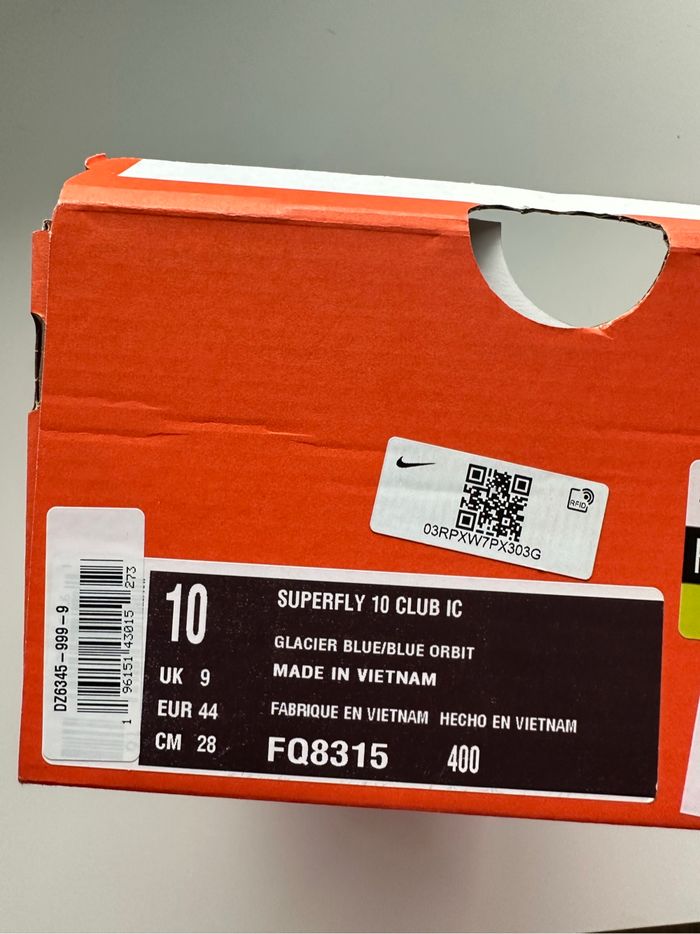 RFID
03RPXW7PX303G
DZ6345-999-9
1 96151 43015 273
10
UK 9
EUR 44
CM 28
SUPERFLY 10 CLUB IC
GLACIER BLUE/BLUE ORBIT
MADE IN VIETNAM
FABRIQUE EN VIETNAM HECHO EN VIETNAM
FQ8315 400